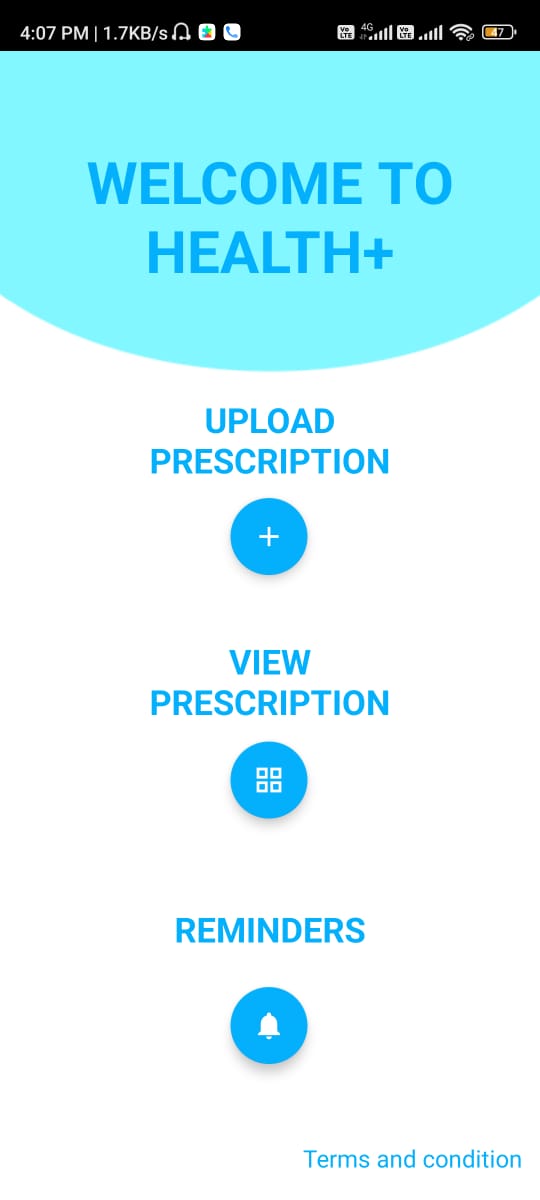 4:07 PM | 1.7KB/s
Vo LTE 4G Vo LTE 47
WELCOME TO
HEALTH+
UPLOAD
PRESCRIPTION
VIEW
PRESCRIPTION
REMINDERS
Terms and condition